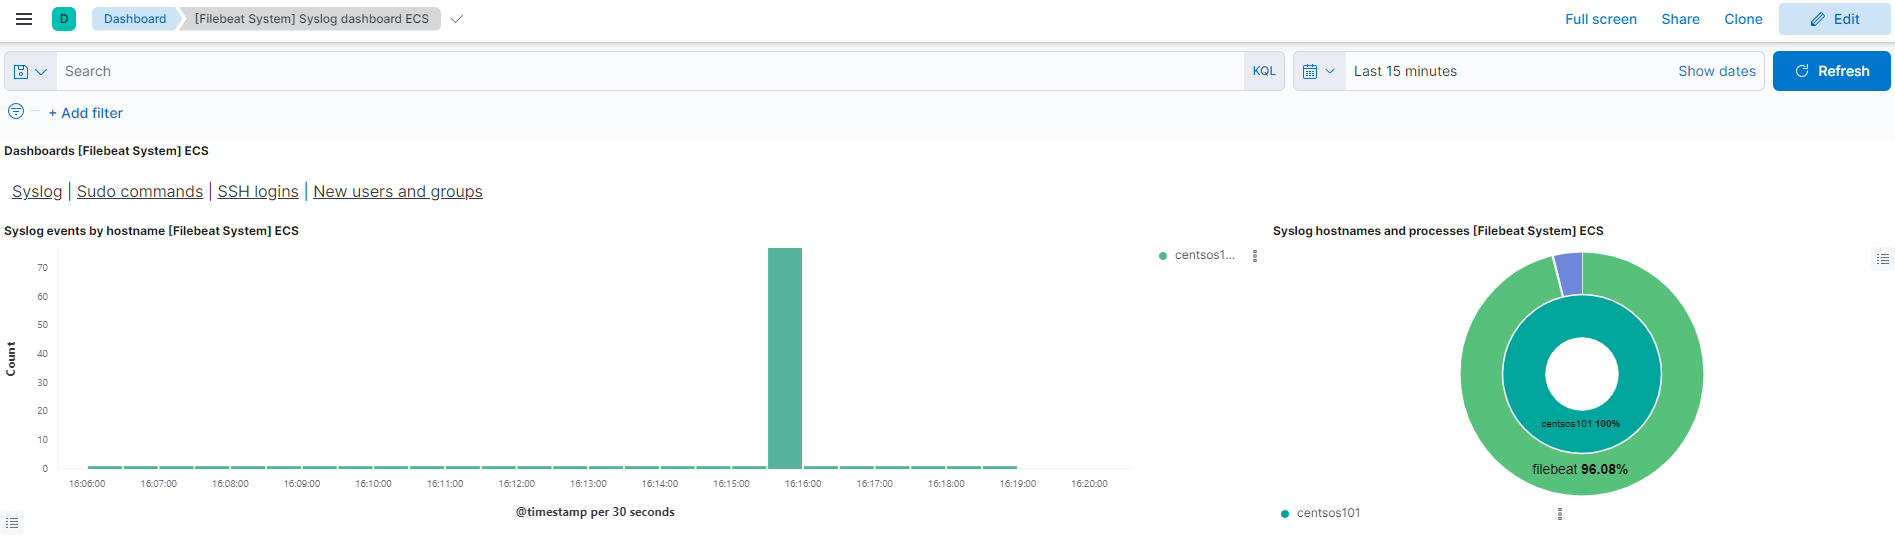 D Dashboard [Filebeat System] Syslog dashboard ECS Full screen Share Clone Edit
Search KQL Last 15 minutes Show dates Refresh
+ Add filter
Dashboards [Filebeat System] ECS
Syslog | Sudo commands | SSH logins | New users and groups
Syslog events by hostname [Filebeat System] ECS
Count
70
60
50
40
30
20
10
0
16:06:00 16:07:00 16:08:00 16:09:00 16:10:00 16:11:00 16:12:00 16:13:00 16:14:00 16:15:00 16:16:00 16:17:00 16:18:00 16:19:00 16:20:00
@timestamp per 30 seconds
centsos1...
Syslog hostnames and processes [Filebeat System] ECS
centsos101 100%
filebeat 96.08%
centsos101